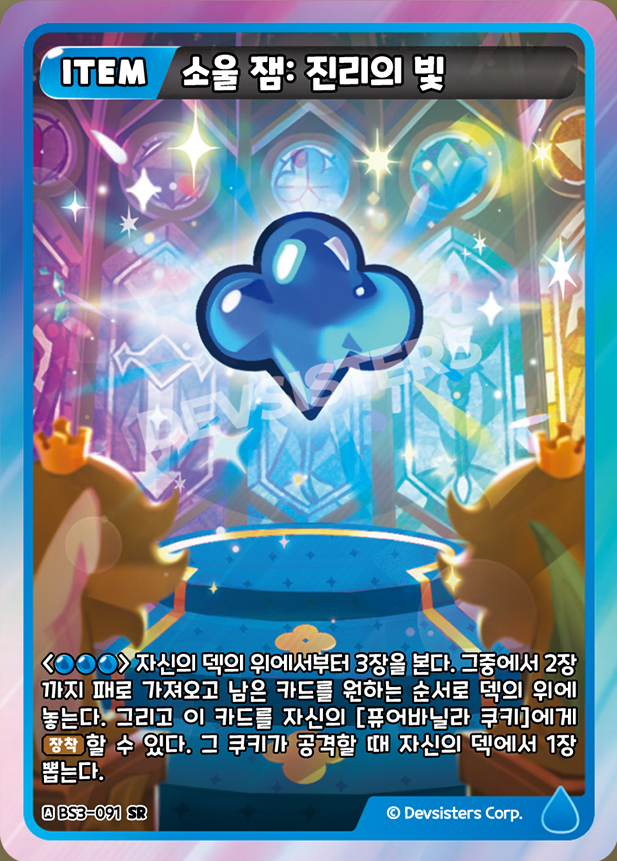 ITEM 소울 잼: 진리의 빛
DEVSISTERS
<💧💧💧> 자신의 덱의 위에서부터 3장을 본다. 그중에서 2장
까지 패로 가져오고 남은 카드를 원하는 순서로 덱의 위에
놓는다. 그리고 이 카드를 자신의 [퓨어바닐라 쿠키]에게
장착 할 수 있다. 그 쿠키가 공격할 때 자신의 덱에서 1장
뽑는다.
A BS3-091 SR
© Devsisters Corp.